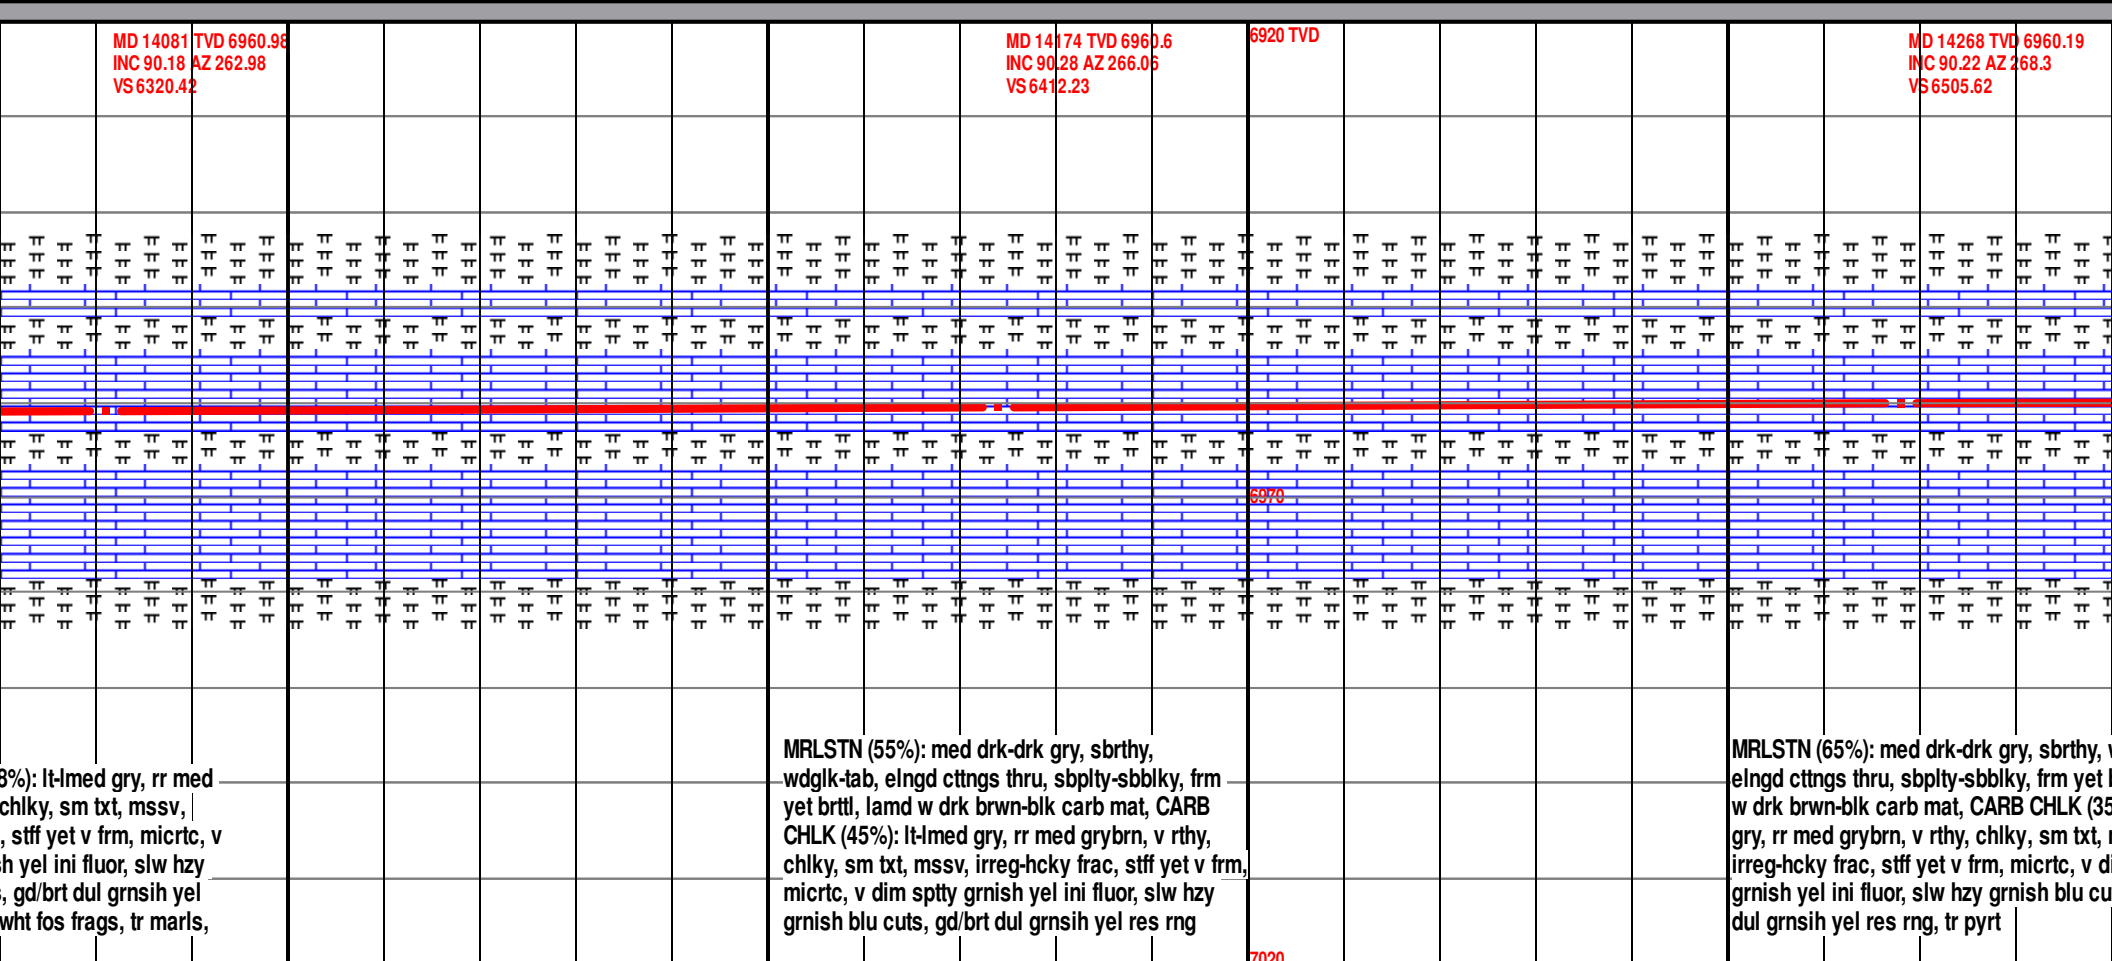 MD 14081 TVD 6960.98
INC 90.18 AZ 262.98
VS 6320.42
MD 14174 TVD 6960.6
INC 90.28 AZ 266.06
VS 6412.23
6920 TVD
MD 14268 TVD 6960.19
INC 90.22 AZ 268.3
VS 6505.62
6970
8%): lt-lmed gry, rr med
chlky, sm txt, mssv,
, stff yet v frm, micrtc, v
sh yel ini fluor, slw hzy
, gd/brt dul grnsih yel
wht fos frags, tr marls,
MRLSTN (55%): med drk-drk gry, sbrthy,
wdglk-tab, elngd cttngs thru, sbplty-sbblky, frm
yet brttl, lamd w drk brwn-blk carb mat, CARB
CHLK (45%): lt-lmed gry, rr med grybrn, v rthy,
chlky, sm txt, mssv, irreg-hcky frac, stff yet v frm,
micrtc, v dim sptty grnish yel ini fluor, slw hzy
grnish blu cuts, gd/brt dul grnsih yel res rng
MRLSTN (65%): med drk-drk gry, sbrthy,
elngd cttngs thru, sbplty-sbblky, frm yet
w drk brwn-blk carb mat, CARB CHLK (35
gry, rr med grybrn, v rthy, chlky, sm txt,
irreg-hcky frac, stff yet v frm, micrtc, v di
grnish yel ini fluor, slw hzy grnish blu cu
dul grnsih yel res rng, tr pyrt
7020